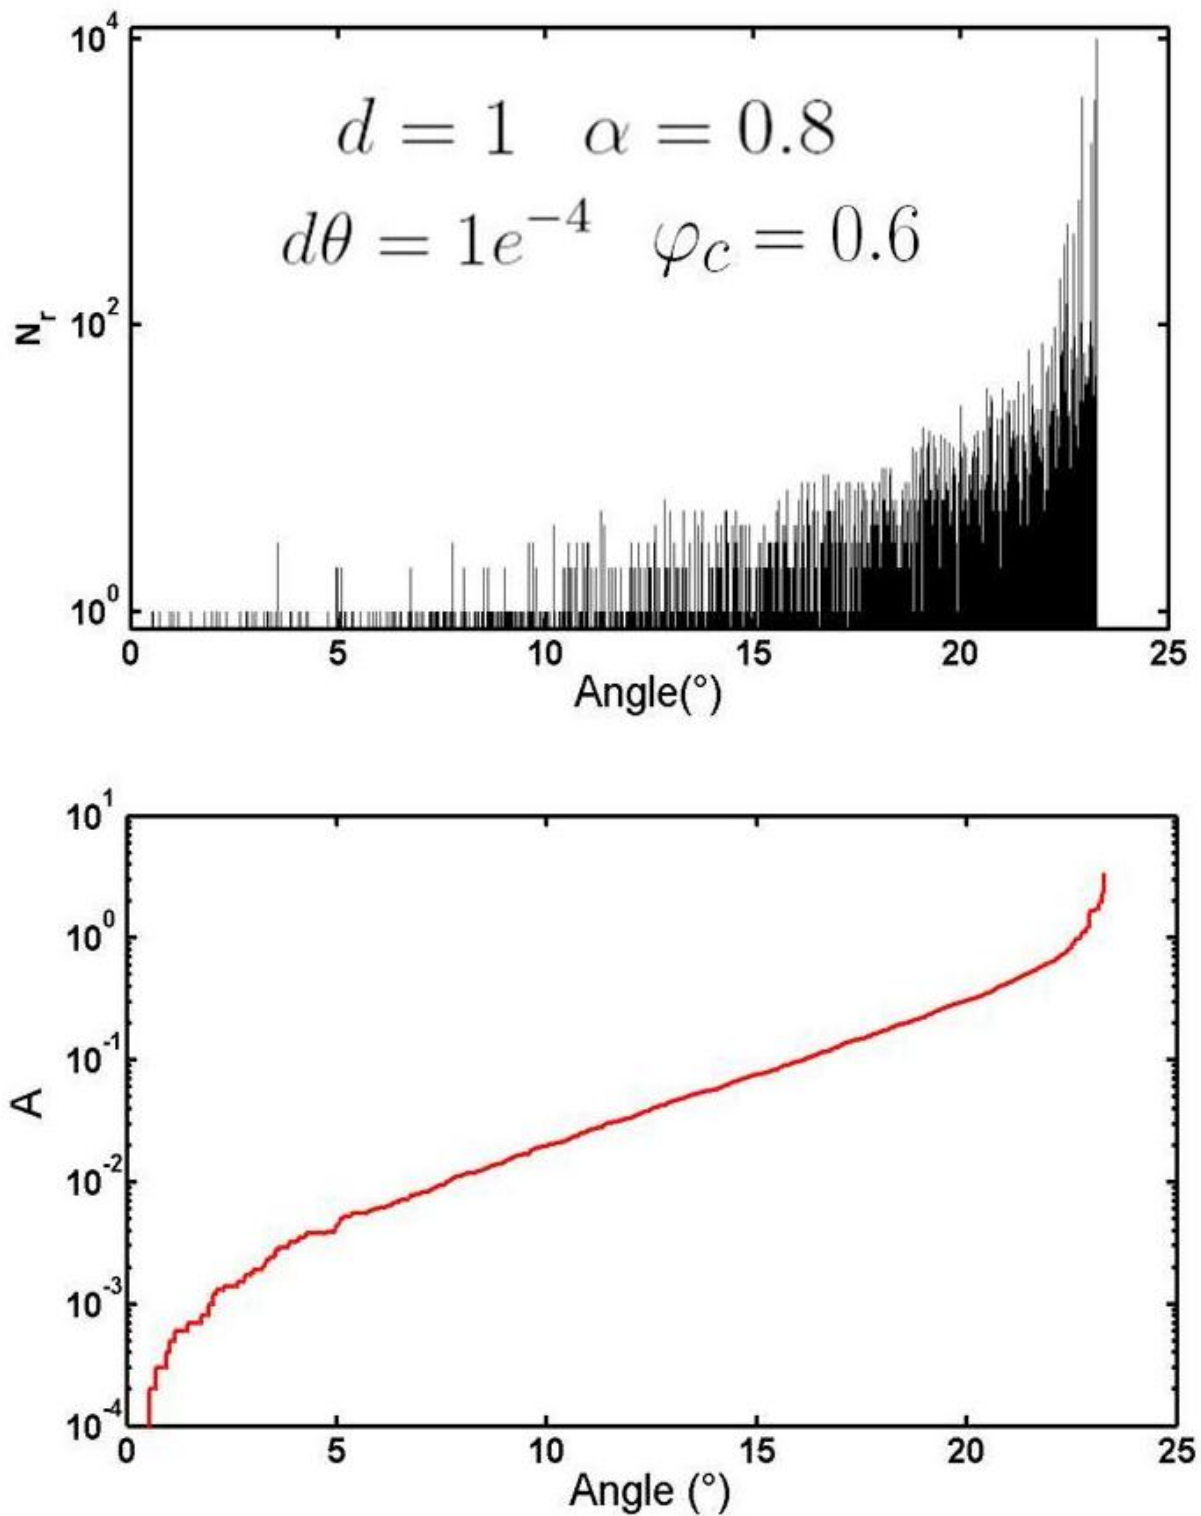 10^4
d = 1 α = 0.8
dθ = 1e^{-4} φ_c = 0.6
N_r
10^2
10^0
0 5 10 15 20 25
Angle(°)
10^1
10^0
10^{-1}
A
10^{-2}
10^{-3}
10^{-4}
0 5 10 15 20 25
Angle (°)